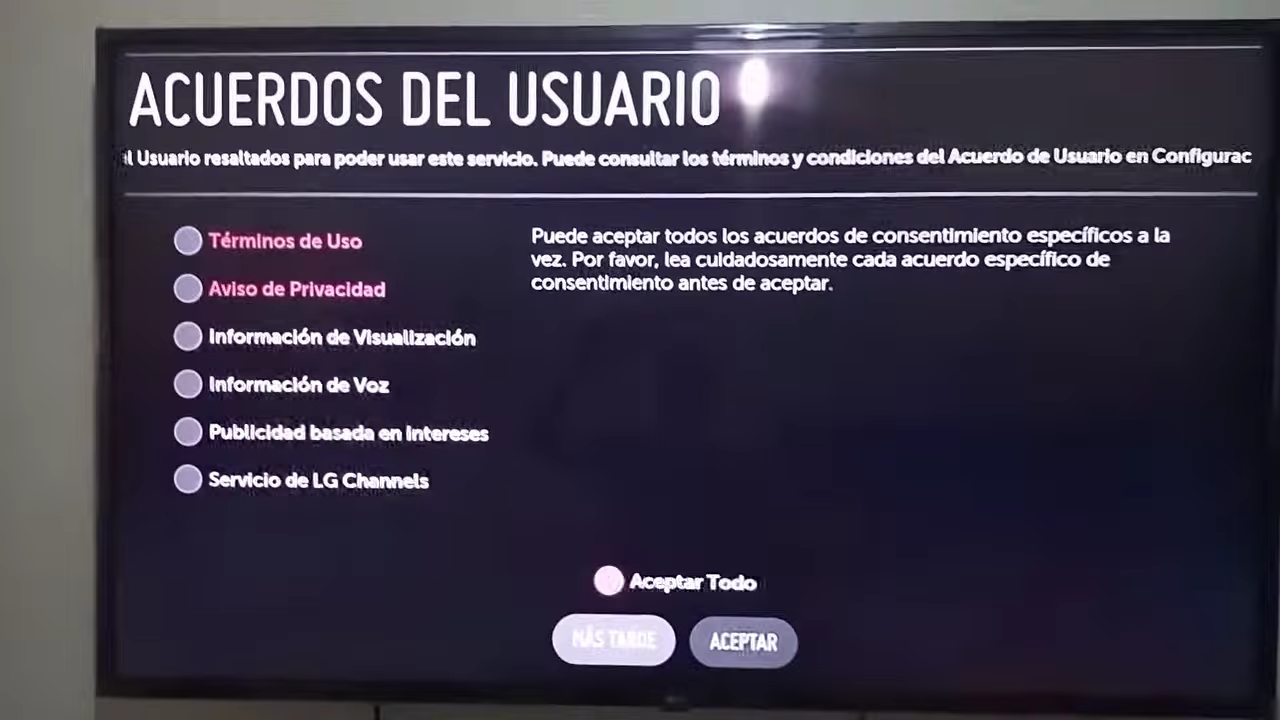 ACUERDOS DEL USUARIO
l Usuario resaltados para poder usar este servicio. Puede consultar los términos y condiciones del Acuerdo de Usuario en Configurac
Términos de Uso
Aviso de Privacidad
Información de Visualización
Información de Voz
Publicidad basada en intereses
Servicio de LG Channels
Puede aceptar todos los acuerdos de consentimiento específicos a la
vez. Por favor, lea cuidadosamente cada acuerdo específico de
consentimiento antes de aceptar.
Aceptar Todo
MÁS TARDE
ACEPTAR